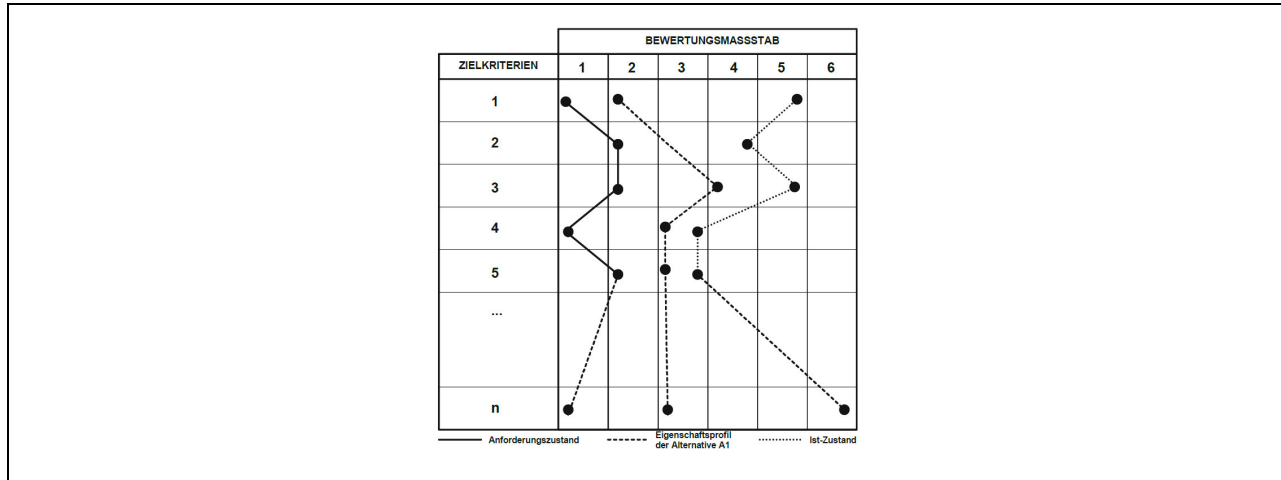 BEWERTUNGSMASSSTAB
ZIELKRITERIEN 1 2 3 4 5 6
1
2
3
4
5
...
n
Anforderungszustand Eigenschaftsprofil der Alternative A1 Ist-Zustand